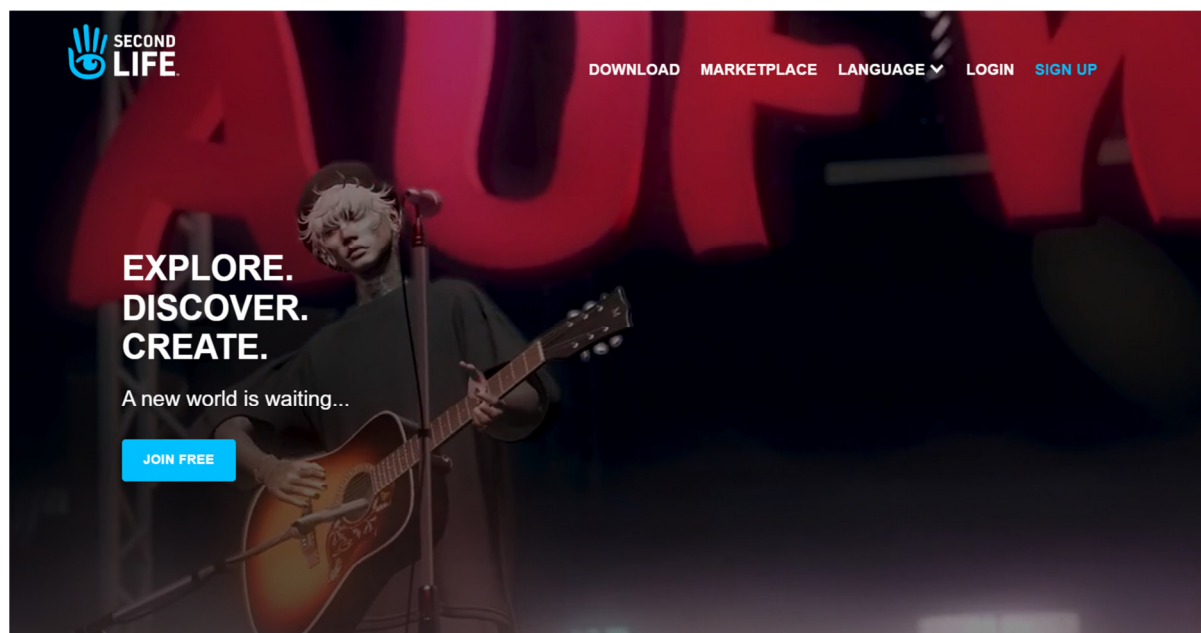 SECOND
LIFE
DOWNLOAD MARKETPLACE LANGUAGE LOGIN SIGN UP
EXPLORE.
DISCOVER.
CREATE.
A new world is waiting...
JOIN FREE